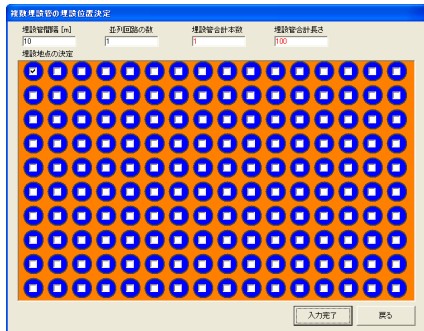 複数埋設管の埋設位置決定
埋設管間隔 [m] 並列回路の数 埋設管合計本数 埋設管合計長さ
10 1 1 100
埋設地点の決定
入力完了 戻る